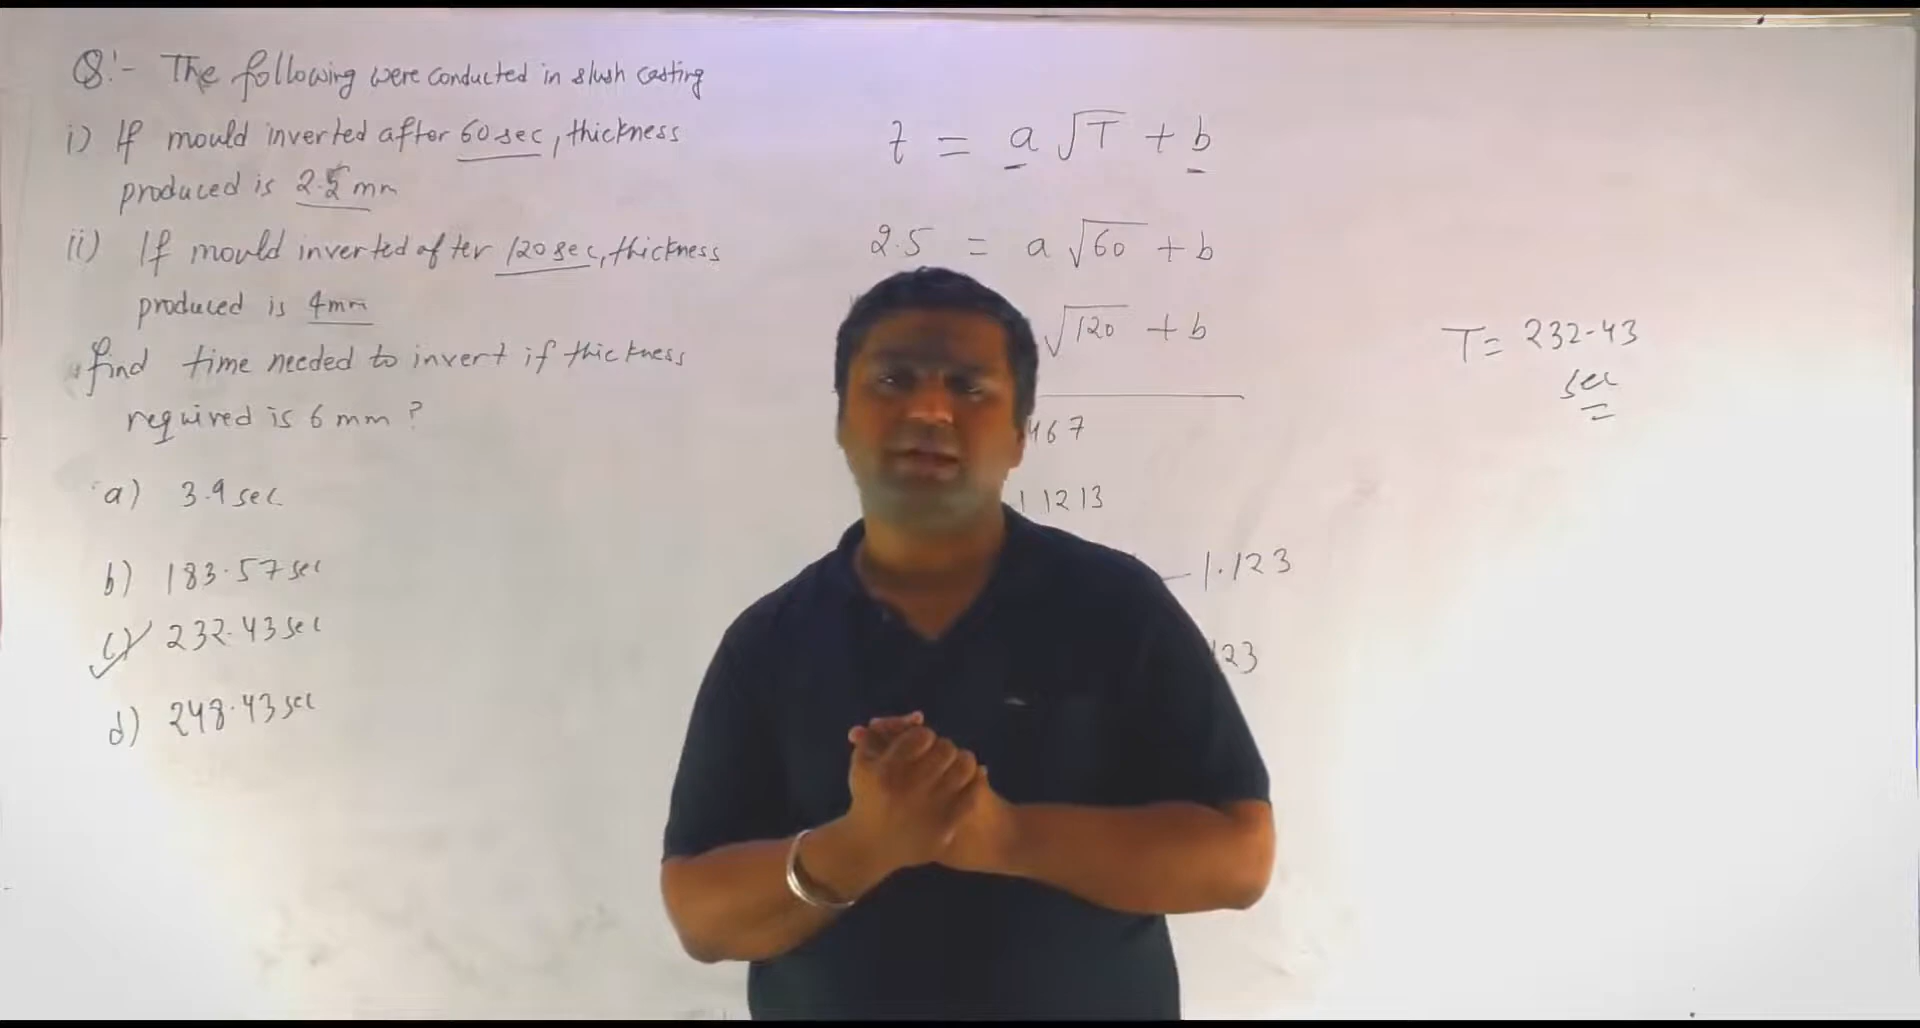 Q:- The following were conducted in slush casting
i) If mould inverted after 60 sec, thickness
produced is 2.5 mm
ii) If mould inverted after 120 sec, thickness
produced is 4mm
find time needed to invert if thickness
required is 6 mm?
a) 3.9 sec
b) 183.57 sec
c) 232.43 sec
d) 248.43 sec
t = a √T + b
2.5 = a √60 + b
√120 + b
467
11213
- 1.123
123
T = 232.43
sec